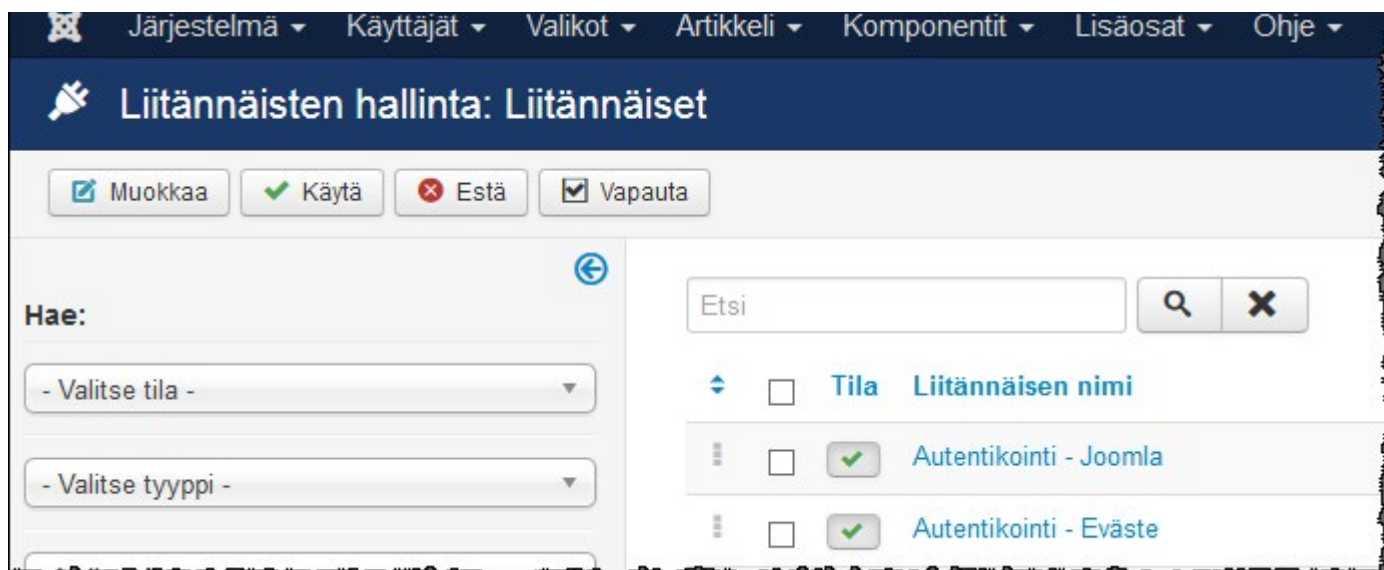 Järjestelmä Käyttäjät Valikot Artikkeli Komponentit Lisäosat Ohje
Liitännäisten hallinta: Liitännäiset
Muokkaa Käytä Estä Vapauta
Hae:
Etsi
- Valitse tila -
Tila Liitännäisen nimi
Autentikointi - Joomla
- Valitse tyyppi -
Autentikointi - Eväste